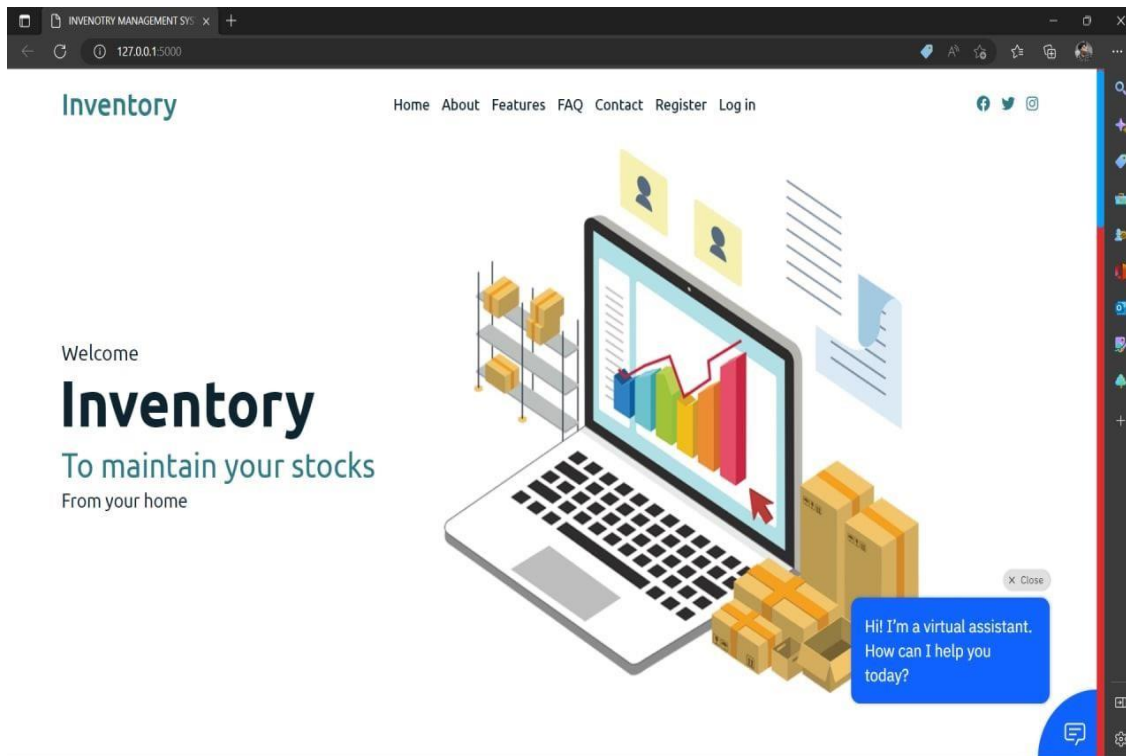 INVENOTRY MANAGEMENT SYS
127.0.0.1:5000
Inventory
Home About Features FAQ Contact Register Log in
Welcome
Inventory
To maintain your stocks
From your home
X Close
Hi! I'm a virtual assistant.
How can I help you
today?